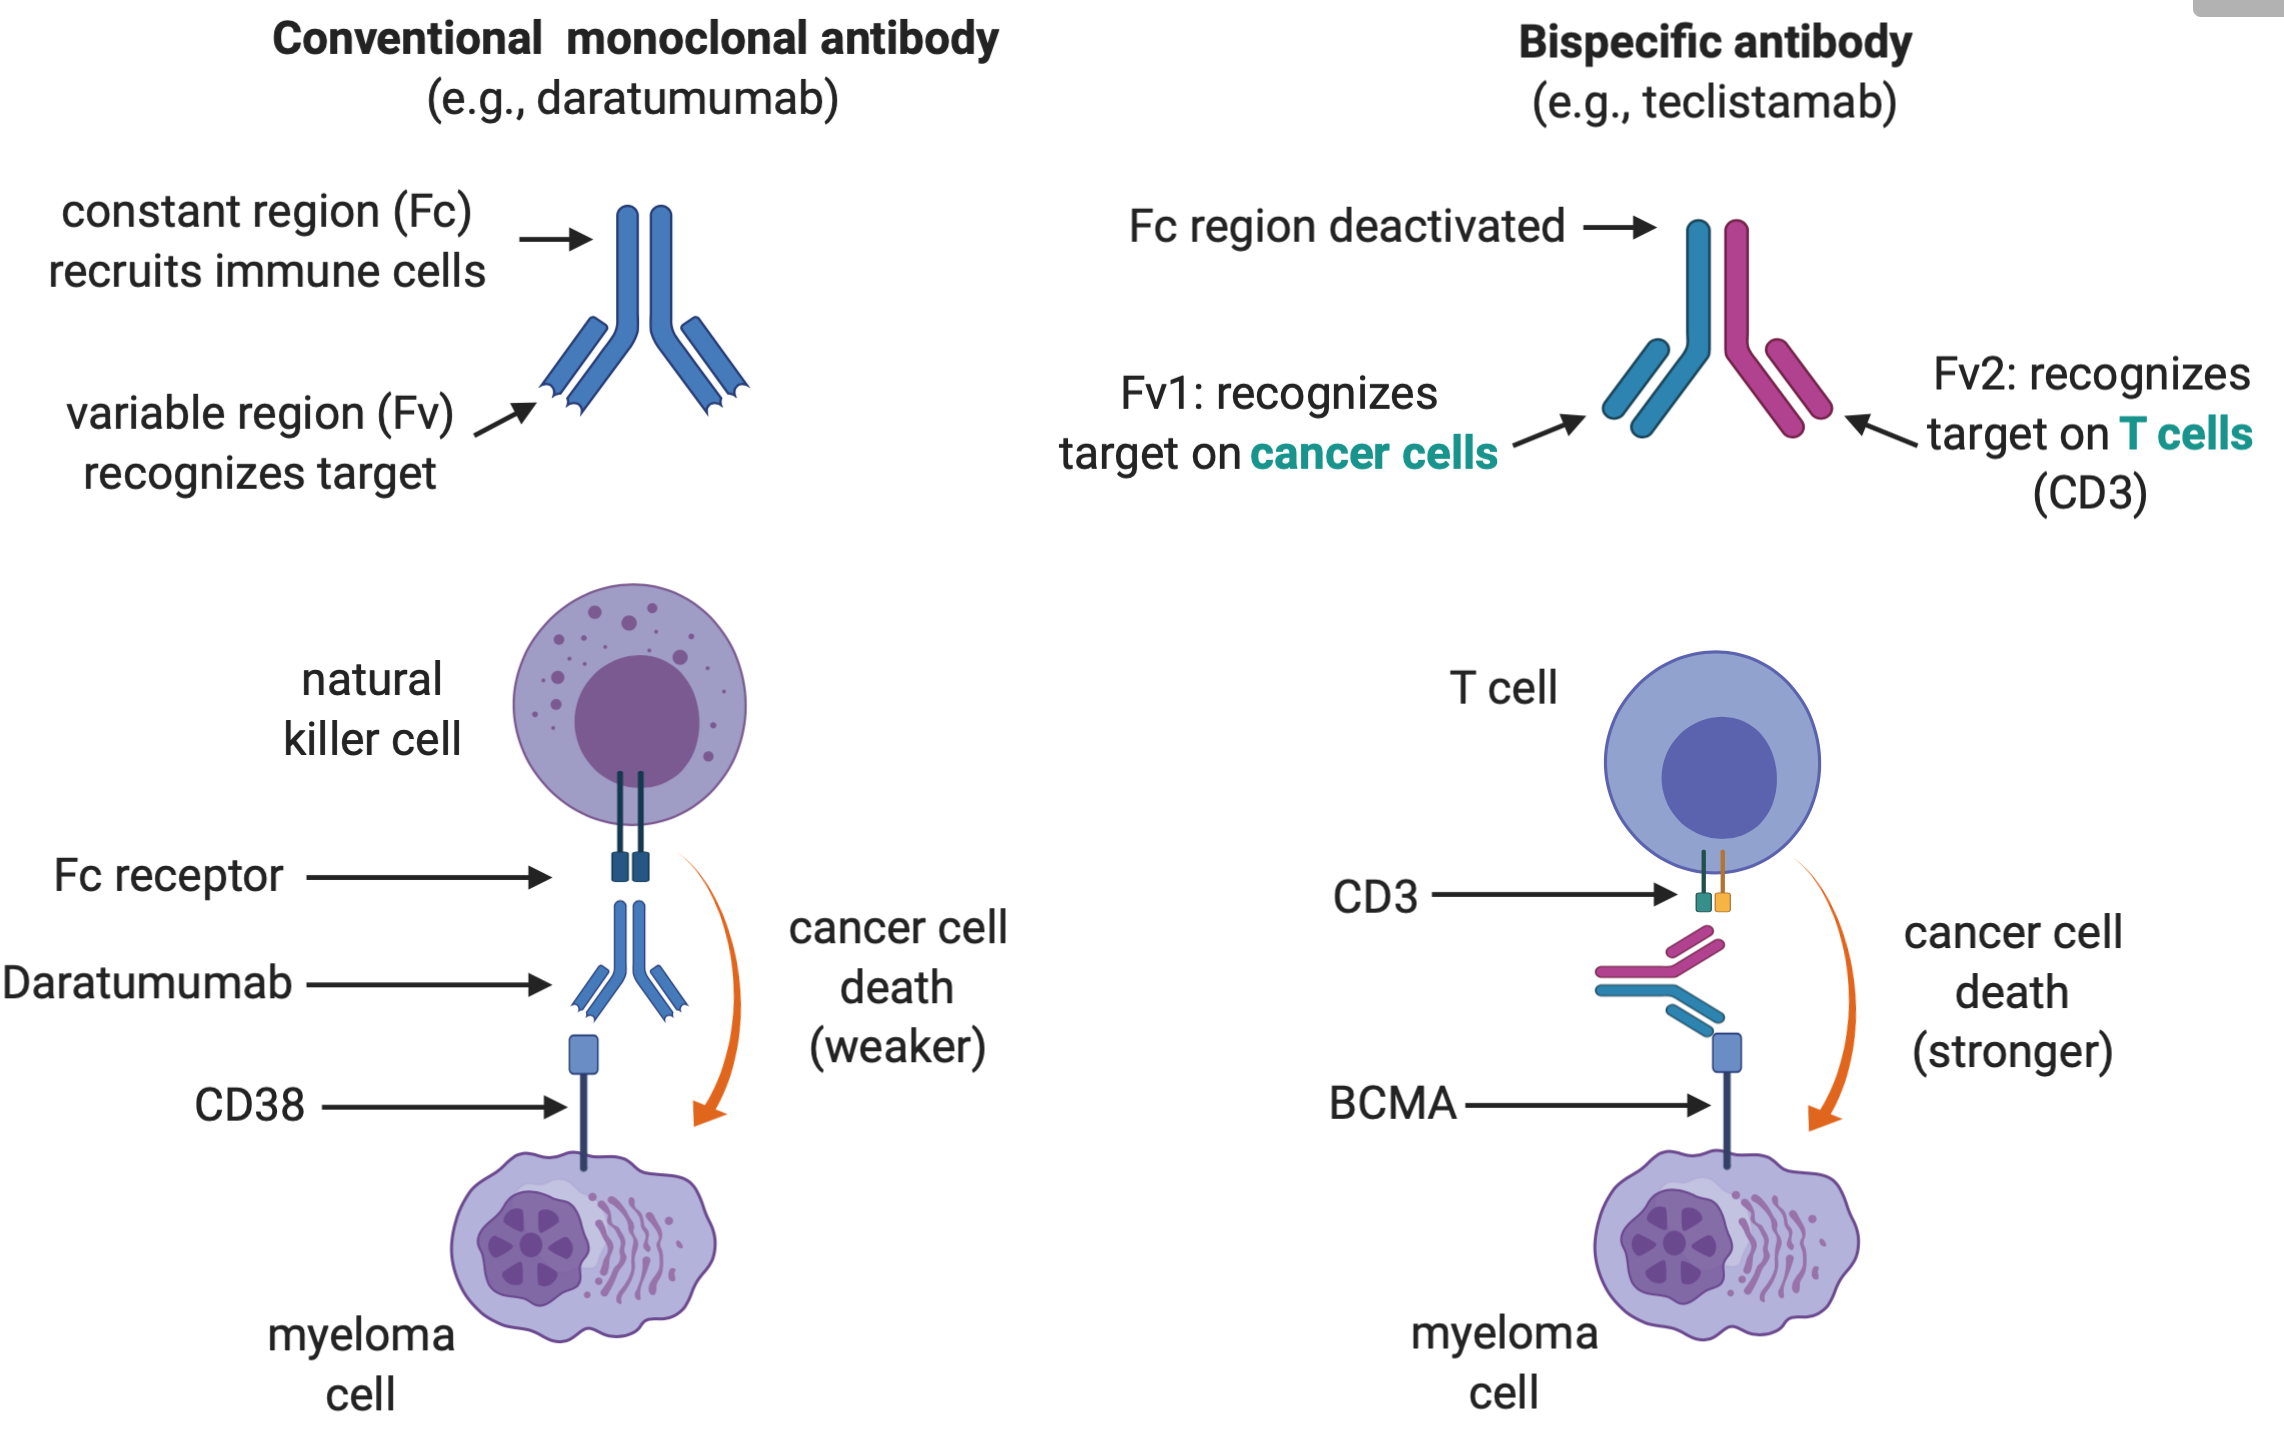 Conventional monoclonal antibody
(e.g., daratumumab)
constant region (Fc)
recruits immune cells
variable region (Fv)
recognizes target
natural
killer cell
Fc receptor
Daratumumab
CD38
cancer cell
death
(weaker)
myeloma
cell
Bispecific antibody
(e.g., teclistamab)
Fc region deactivated
Fv1: recognizes
target on cancer cells
Fv2: recognizes
target on T cells
(CD3)
T cell
CD3
BCMA
cancer cell
death
(stronger)
myeloma
cell